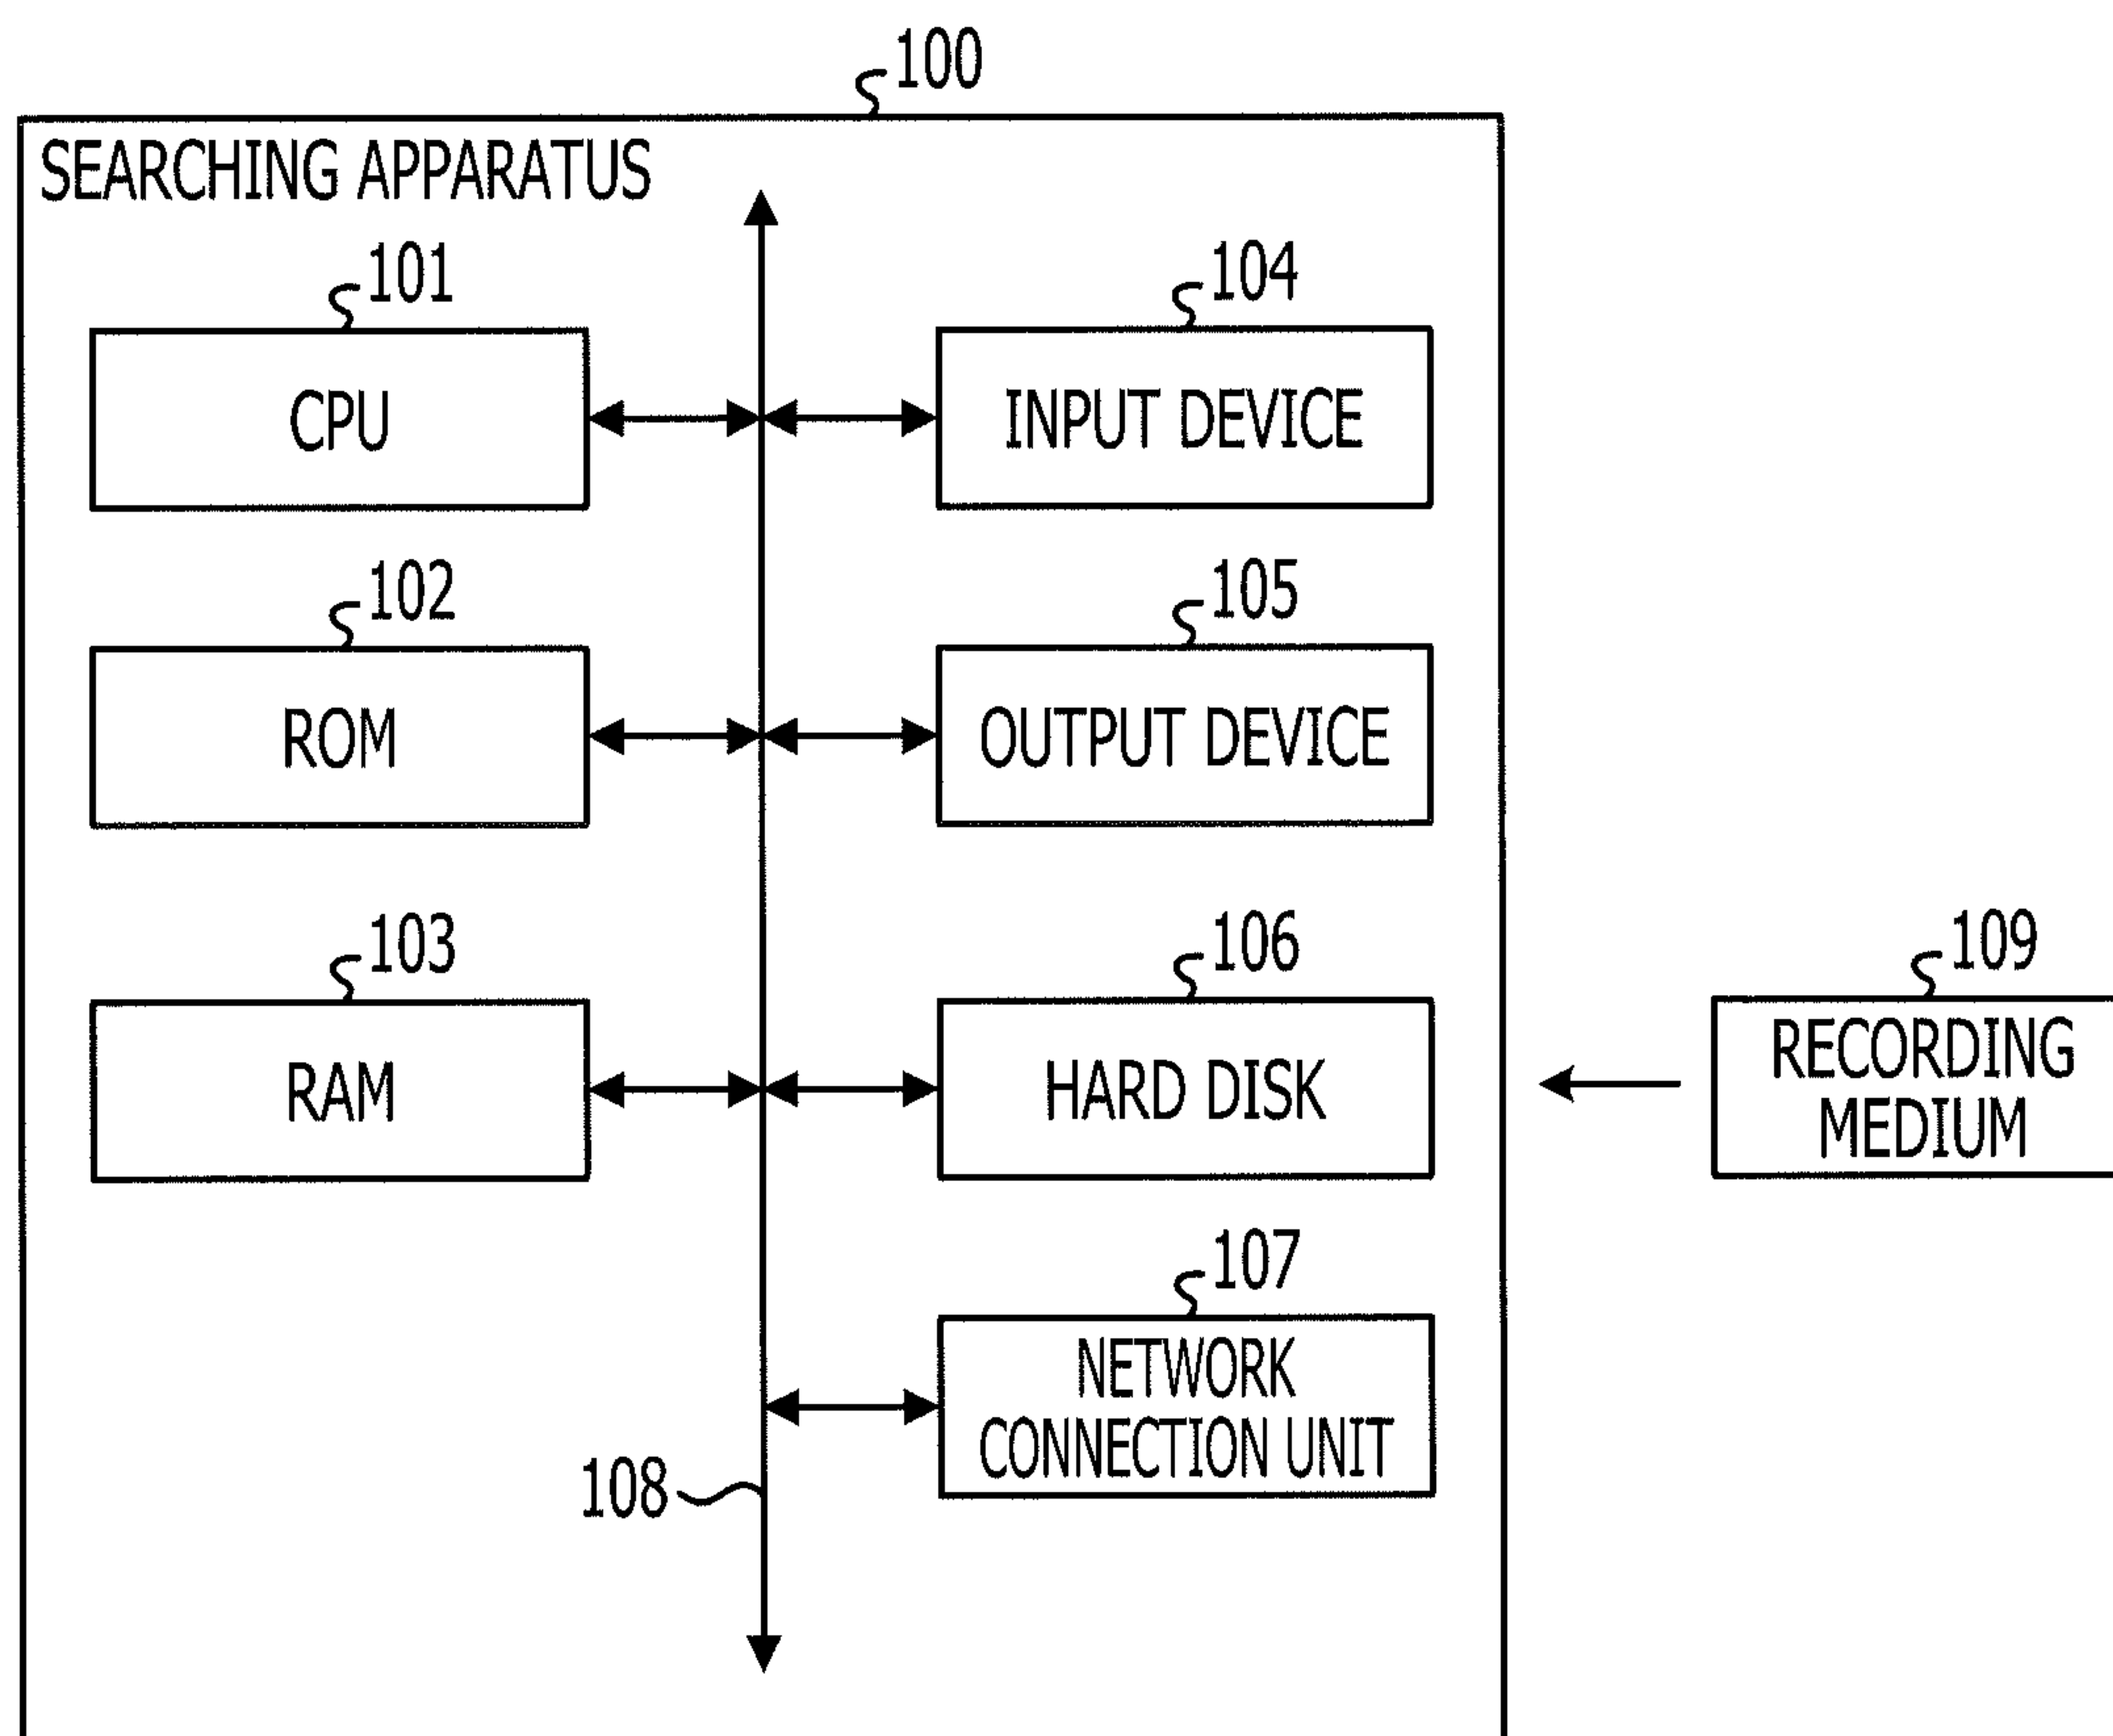 100
SEARCHING APPARATUS
101
CPU
104
INPUT DEVICE
102
ROM
105
OUTPUT DEVICE
103
RAM
106
HARD DISK
109
RECORDING
MEDIUM
107
NETWORK
CONNECTION UNIT
108